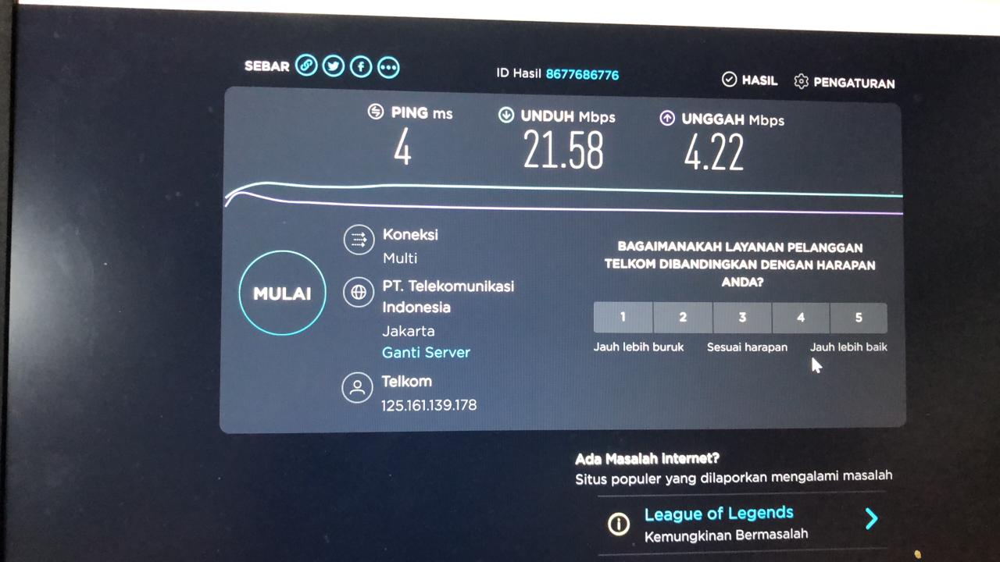 SEBAR
ID Hasil 8677686776
HASIL
PENGATURAN
PING ms
4
UNDUH Mbps
21.58
UNGGAH Mbps
4.22
MULAI
Koneksi
Multi
PT. Telekomunikasi
Indonesia
Jakarta
Ganti Server
Telkom
125.161.139.178
BAGAIMANAKAH LAYANAN PELANGGAN
TELKOM DIBANDINGKAN DENGAN HARAPAN
ANDA?
1 2 3 4 5
Jauh lebih buruk Sesuai harapan Jauh lebih baik
Ada Masalah Internet?
Situs populer yang dilaporkan mengalami masalah
League of Legends
Kemungkinan Bermasalah